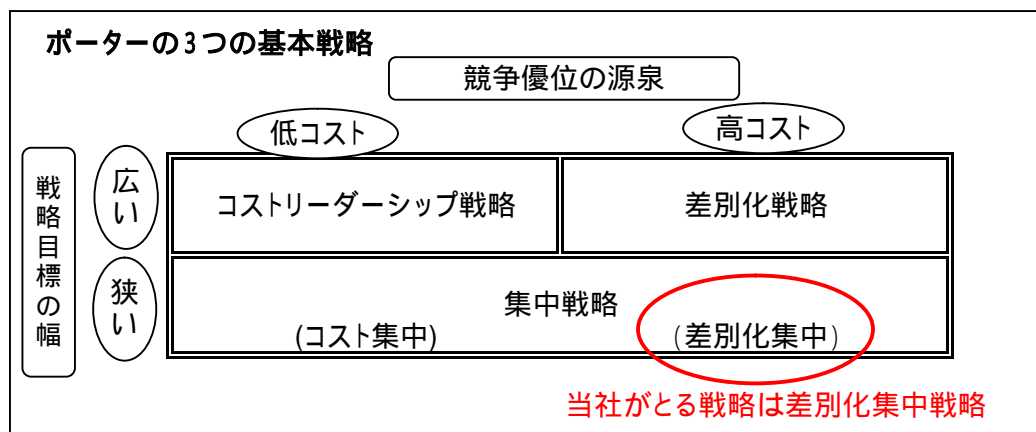 ポーターの3つの基本戦略
競争優位の源泉
低コスト
高コスト
戦略目標の幅
広い
コストリーダーシップ戦略
差別化戦略
狭い
集中戦略
(コスト集中)
(差別化集中)
当社がとる戦略は差別化集中戦略